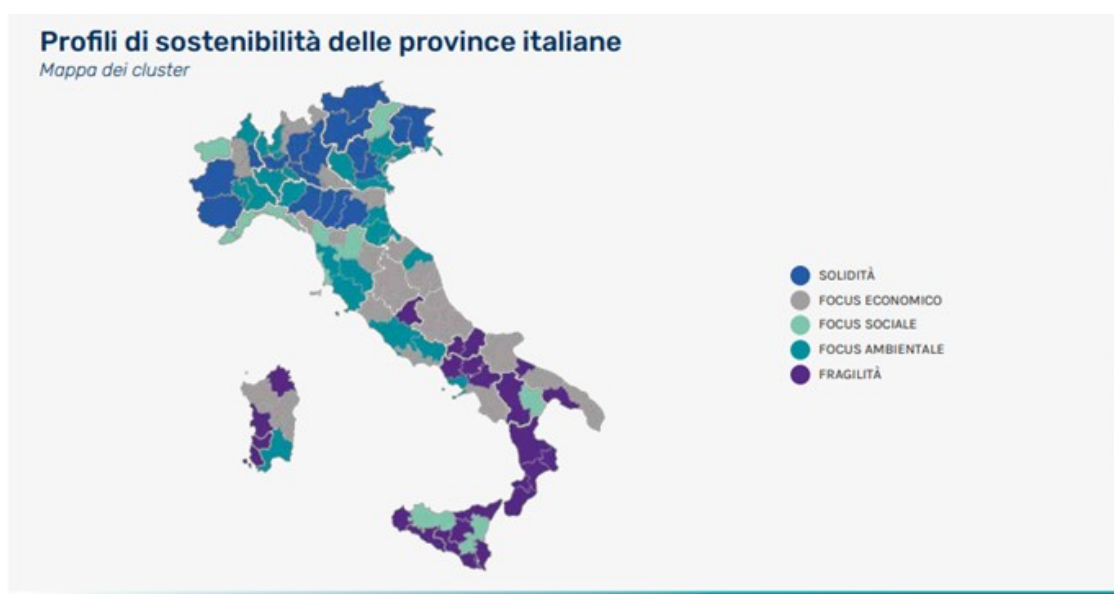 Profili di sostenibilità delle province italiane
Mappa dei cluster
SOLIDITÀ
FOCUS ECONOMICO
FOCUS SOCIALE
FOCUS AMBIENTALE
FRAGILITÀ